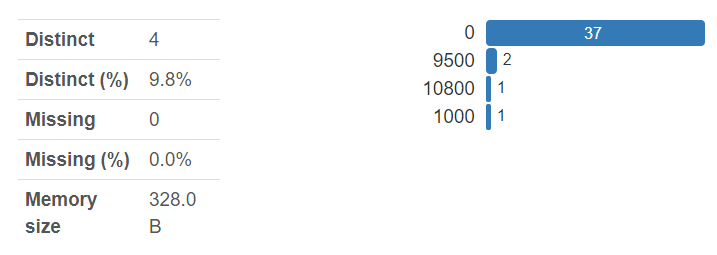 Distinct 4
Distinct (%) 9.8%
Missing 0
Missing (%) 0.0%
Memory size 328.0 B
0 37
9500 2
10800 1
1000 1